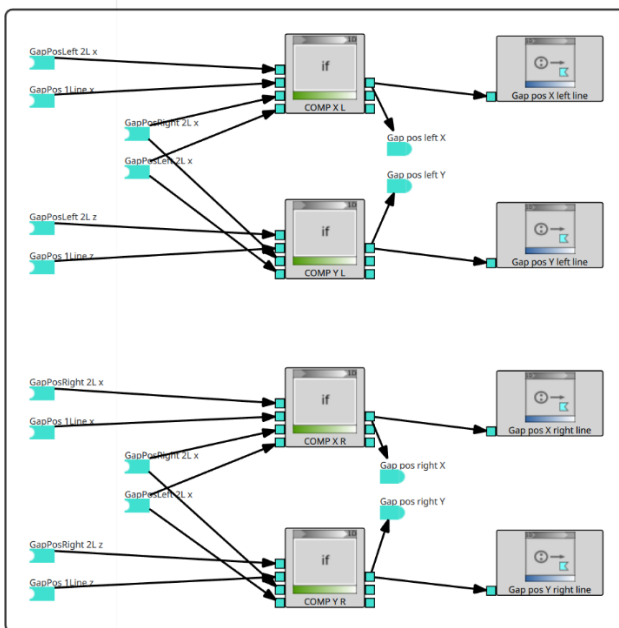 GapPosLeft 2L x
1D
if
COMP X L
Gap pos X left line
GapPos 1Line x
GapPosRight 2L x
Gap pos left X
GapPosLeft 2L x
Gap pos left Y
GapPosLeft 2L z
if
COMP Y L
Gap pos Y left line
GapPos 1Line z
GapPosRight 2L x
1D
if
COMP X R
Gap pos X right line
GapPos 1Line x
GapPosRight 2L x
Gap pos right X
GapPosLeft 2L x
Gap pos right Y
GapPosRight 2L z
1D
if
COMP Y R
Gap pos Y right line
GapPos 1Line z